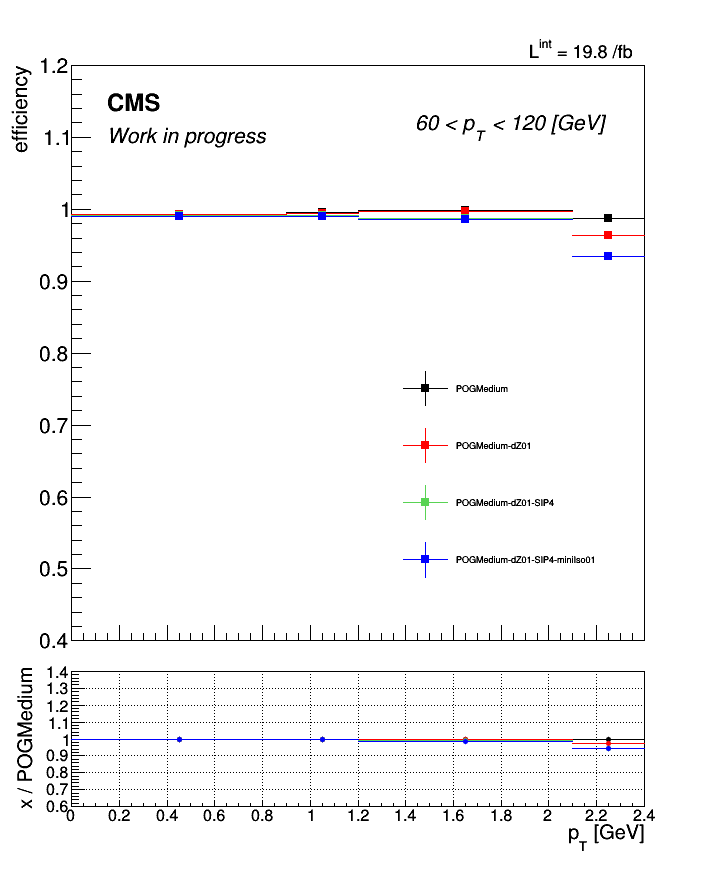 L^int = 19.8 /fb
efficiency
1.2
CMS
Work in progress
60 < p_T < 120 [GeV]
1.1
1
0.9
0.8
0.7
0.6
0.5
0.4
POGMedium
POGMedium-dZ01
POGMedium-dZ01-SIP4
POGMedium-dZ01-SIP4-miniIso01
x / POGMedium
1.4
1.3
1.2
1.1
1
0.9
0.8
0.7
0.6
0 0.2 0.4 0.6 0.8 1 1.2 1.4 1.6 1.8 2 2.2 2.4
p_T [GeV]